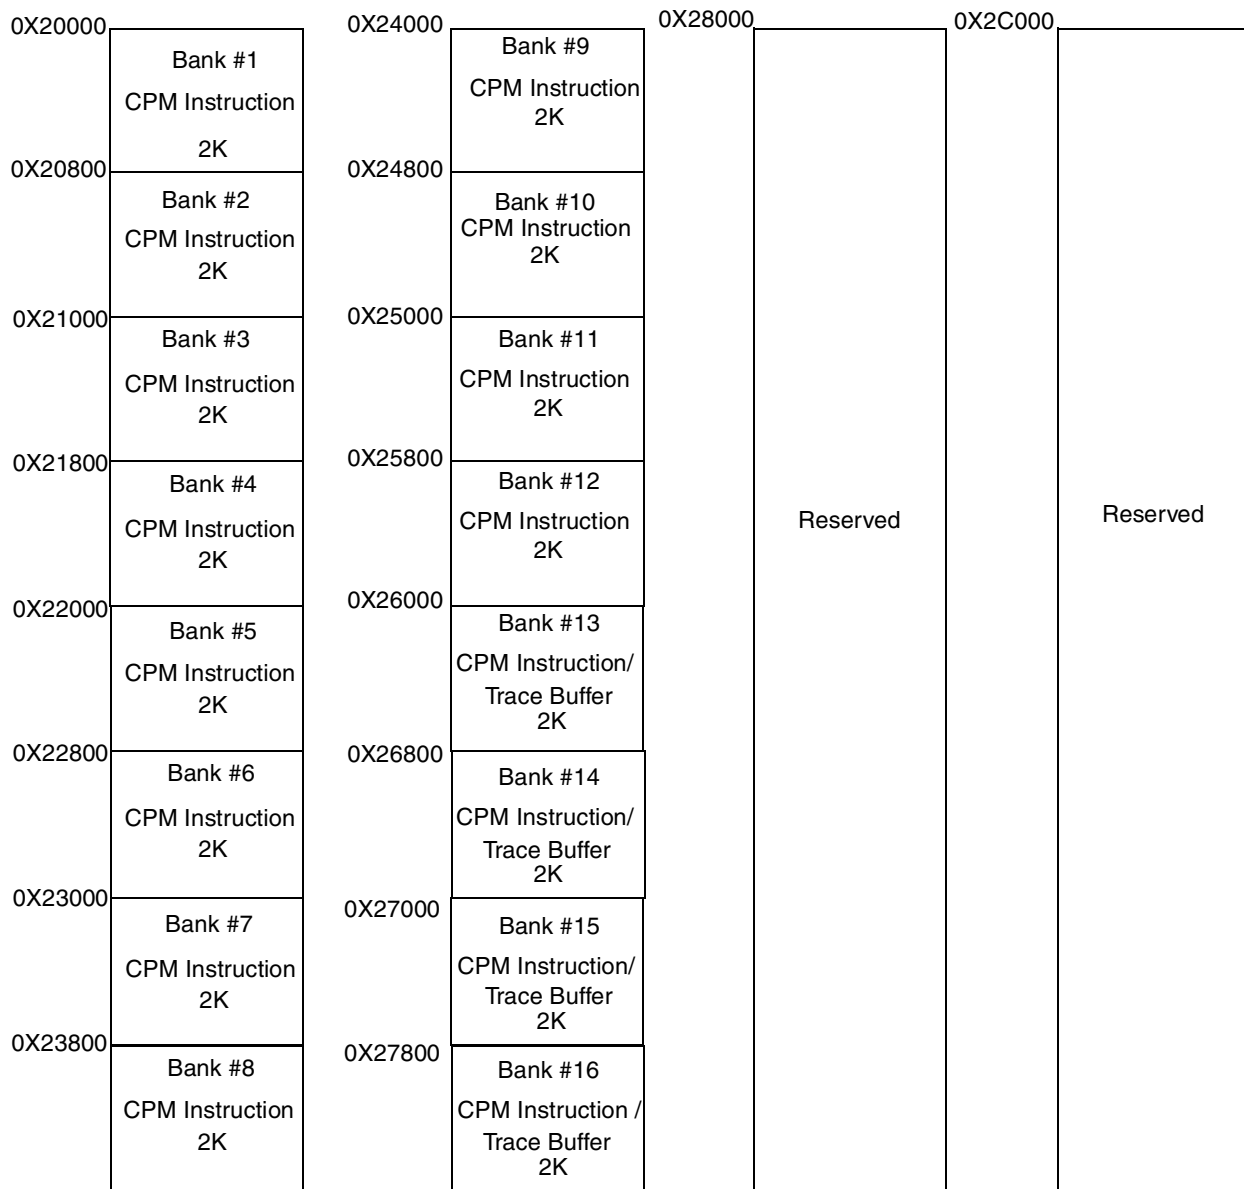 0X20000
Bank #1
CPM Instruction
2K
0X20800
Bank #2
CPM Instruction
2K
0X21000
Bank #3
CPM Instruction
2K
0X21800
Bank #4
CPM Instruction
2K
0X22000
Bank #5
CPM Instruction
2K
0X22800
Bank #6
CPM Instruction
2K
0X23000
Bank #7
CPM Instruction
2K
0X23800
Bank #8
CPM Instruction
2K
0X24000
Bank #9
CPM Instruction
2K
0X24800
Bank #10
CPM Instruction
2K
0X25000
Bank #11
CPM Instruction
2K
0X25800
Bank #12
CPM Instruction
2K
0X26000
Bank #13
CPM Instruction/
Trace Buffer
2K
0X26800
Bank #14
CPM Instruction/
Trace Buffer
2K
0X27000
Bank #15
CPM Instruction/
Trace Buffer
2K
0X27800
Bank #16
CPM Instruction /
Trace Buffer
2K
0X28000
Reserved
0X2C000
Reserved